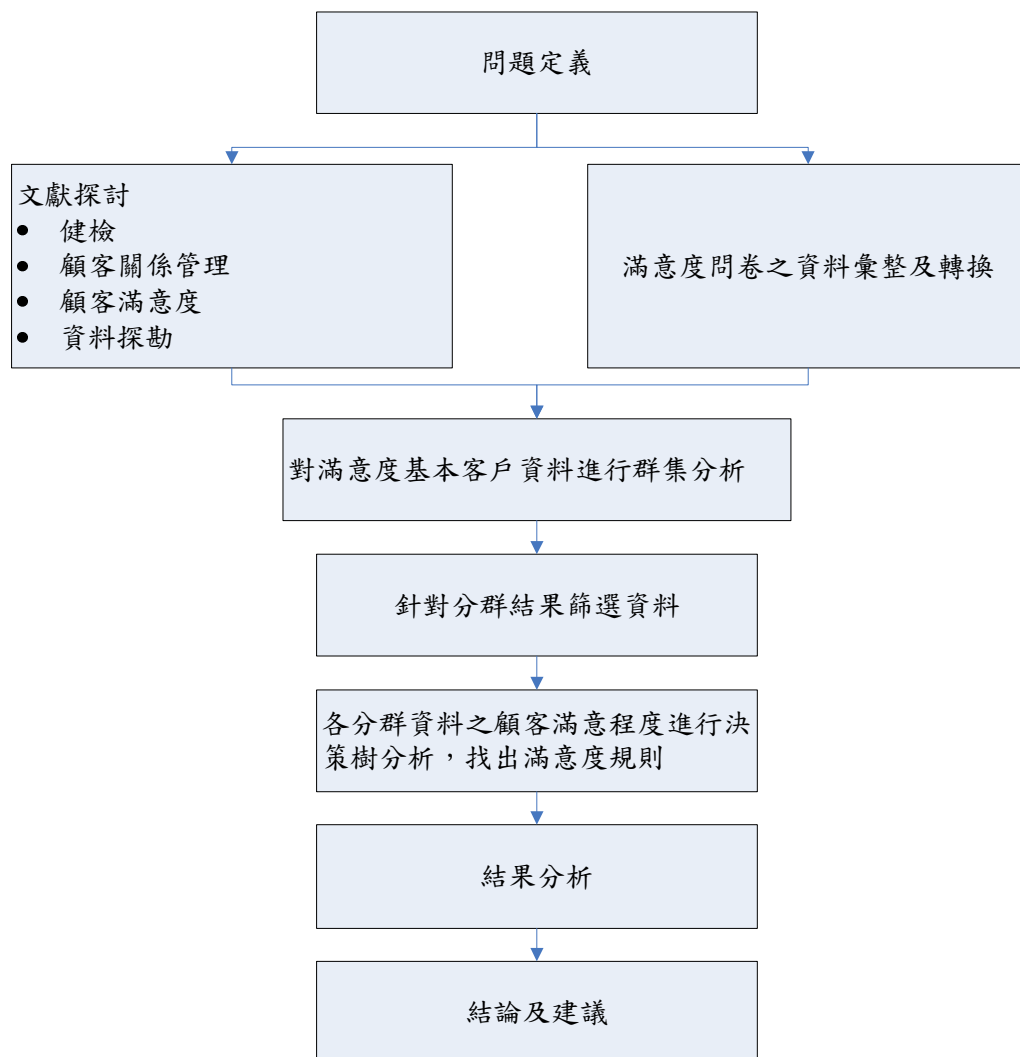 問題定義
文獻探討
• 健檢
• 顧客關係管理
• 顧客滿意度
• 資料探勘
滿意度問卷之資料彙整及轉換
對滿意度基本客戶資料進行群集分析
針對分群結果篩選資料
各分群資料之顧客滿意程度進行決
策樹分析，找出滿意度規則
結果分析
結論及建議